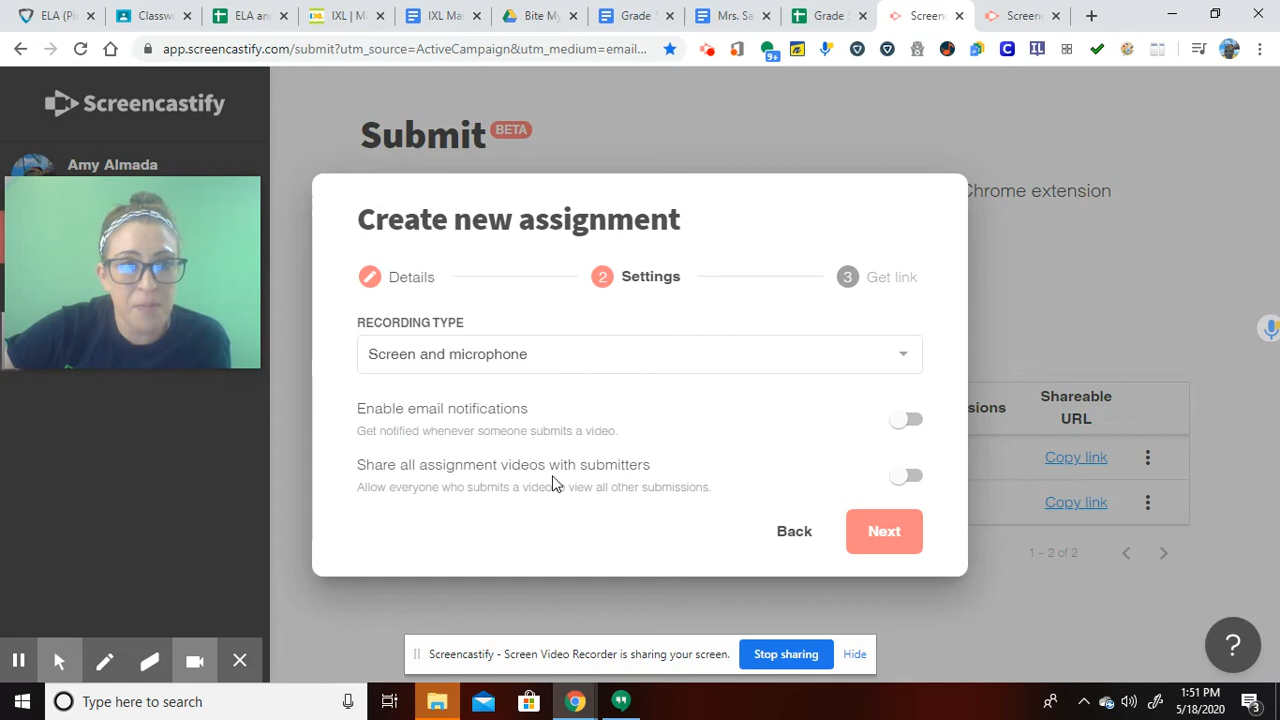 ELA (Pin
Classw
ELA and
IXL | M
IXL Ma
Bite My
Grade
Mrs. Sa
Grade
Screen
Screen
app.screencastify.com/submit?utm_source=ActiveCampaign&utm_medium=email...
9+
Screencastify
Amy Almada
Submit BETA
Chrome extension
Create new assignment
Details
2 Settings
3 Get link
RECORDING TYPE
Screen and microphone
Enable email notifications
Get notified whenever someone submits a video.
Share all assignment videos with submitters
Allow everyone who submits a video to view all other submissions.
Back
Next
sions
Shareable
URL
Copy link
Copy link
1 – 2 of 2
?
Screencastify - Screen Video Recorder is sharing your screen.
Stop sharing
Hide
Type here to search
1:51 PM
5/18/2020
3